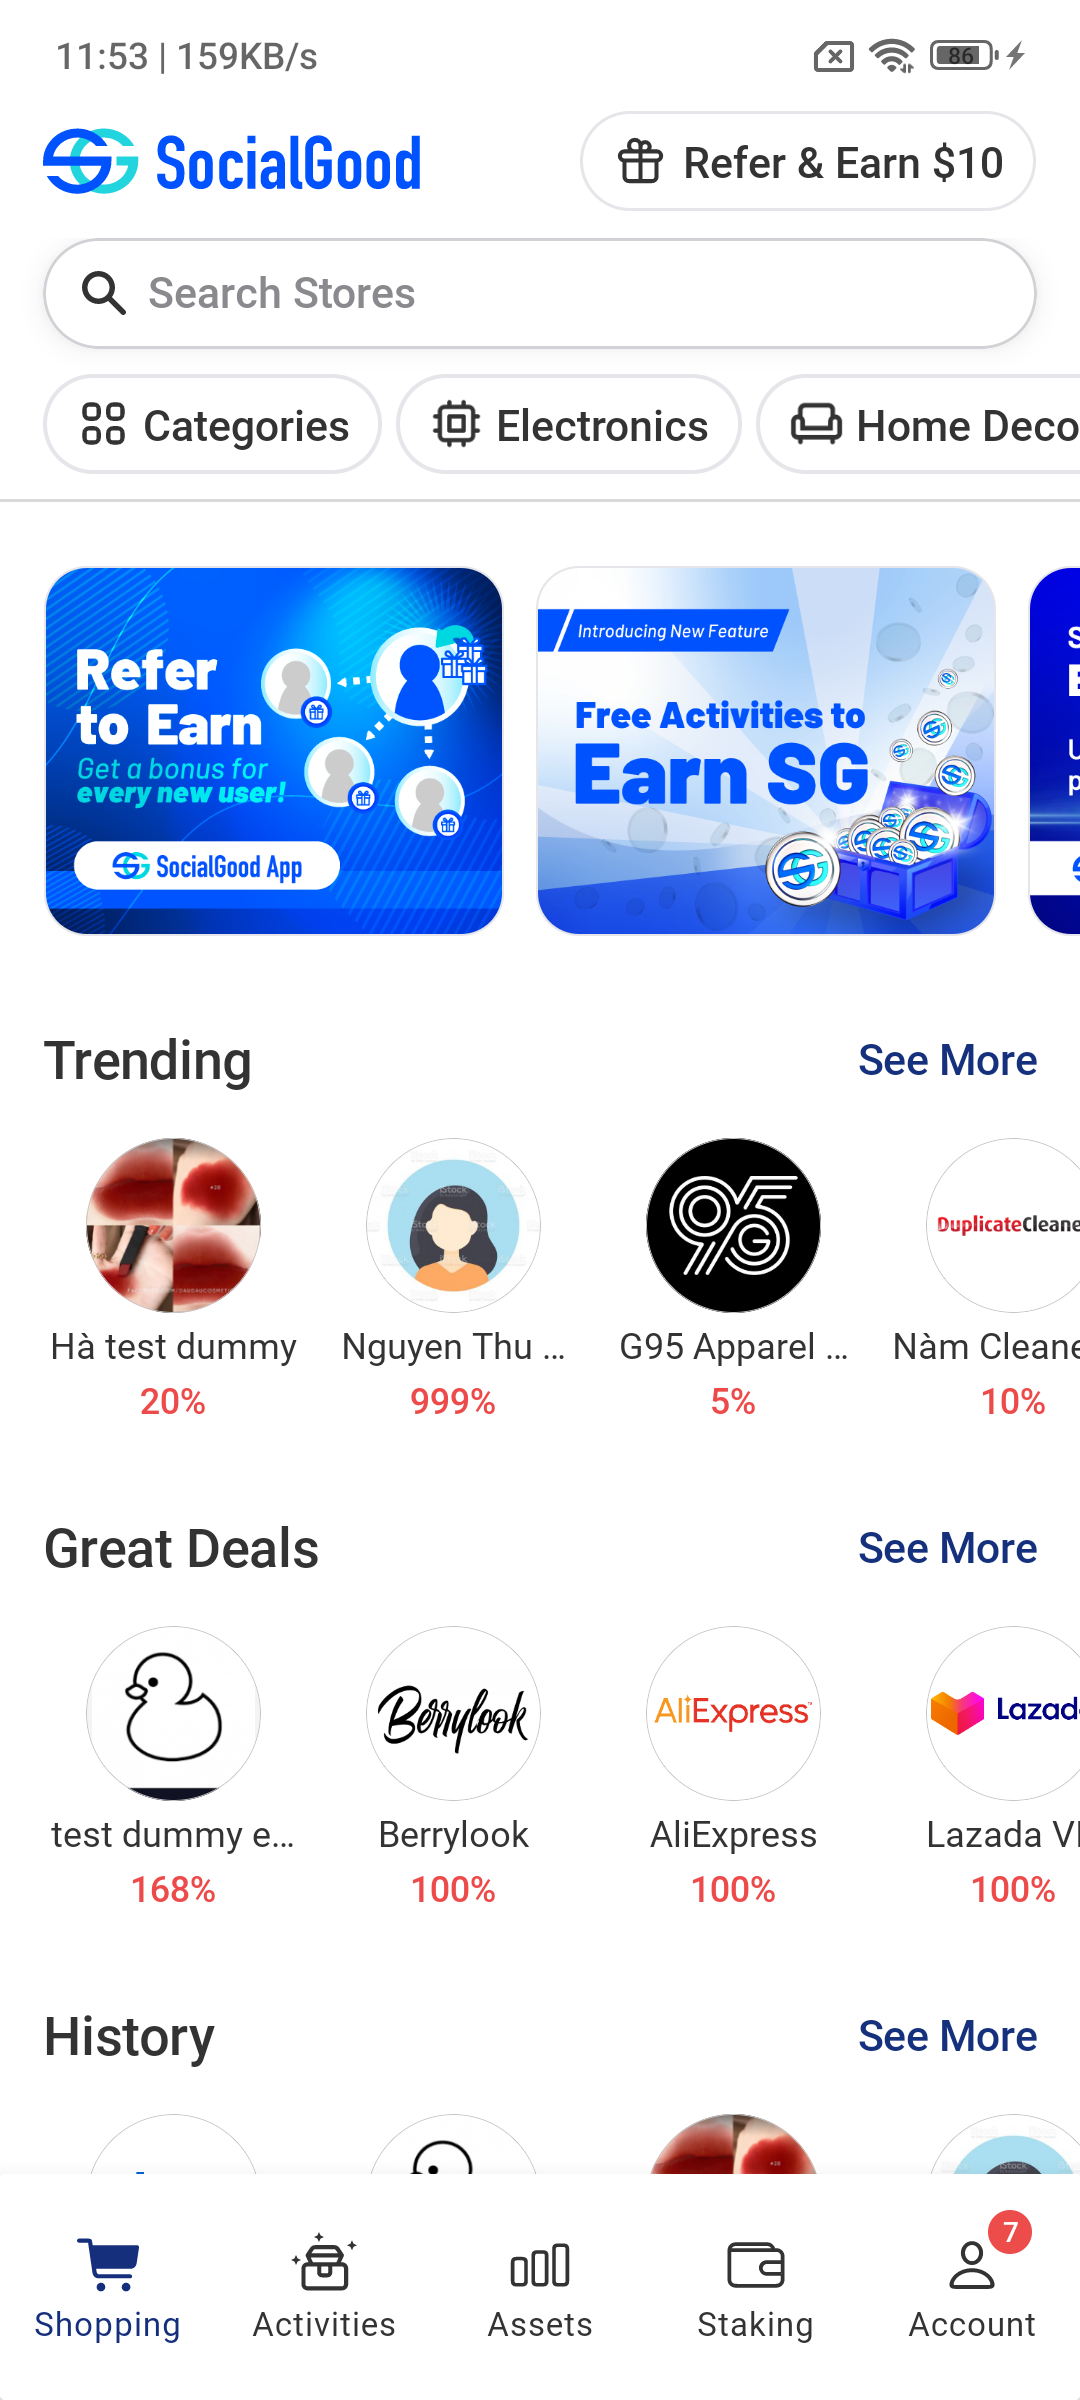 11:53 | 159KB/s
86
SocialGood
Refer & Earn $10
Search Stores
Categories
Electronics
Home Deco
Refer
to Earn
Get a bonus for
every new user!
SocialGood App
Introducing New Feature
Free Activities to
Earn SG
Trending
See More
DuplicateCleane
Hà test dummy
Nguyen Thu ...
G95 Apparel ...
Nàm Cleane
20%
999%
5%
10%
Great Deals
See More
Berrylook
AliExpress
Lazad
test dummy e...
Berrylook
AliExpress
Lazada V
168%
100%
100%
100%
History
See More
7
Shopping
Activities
Assets
Staking
Account